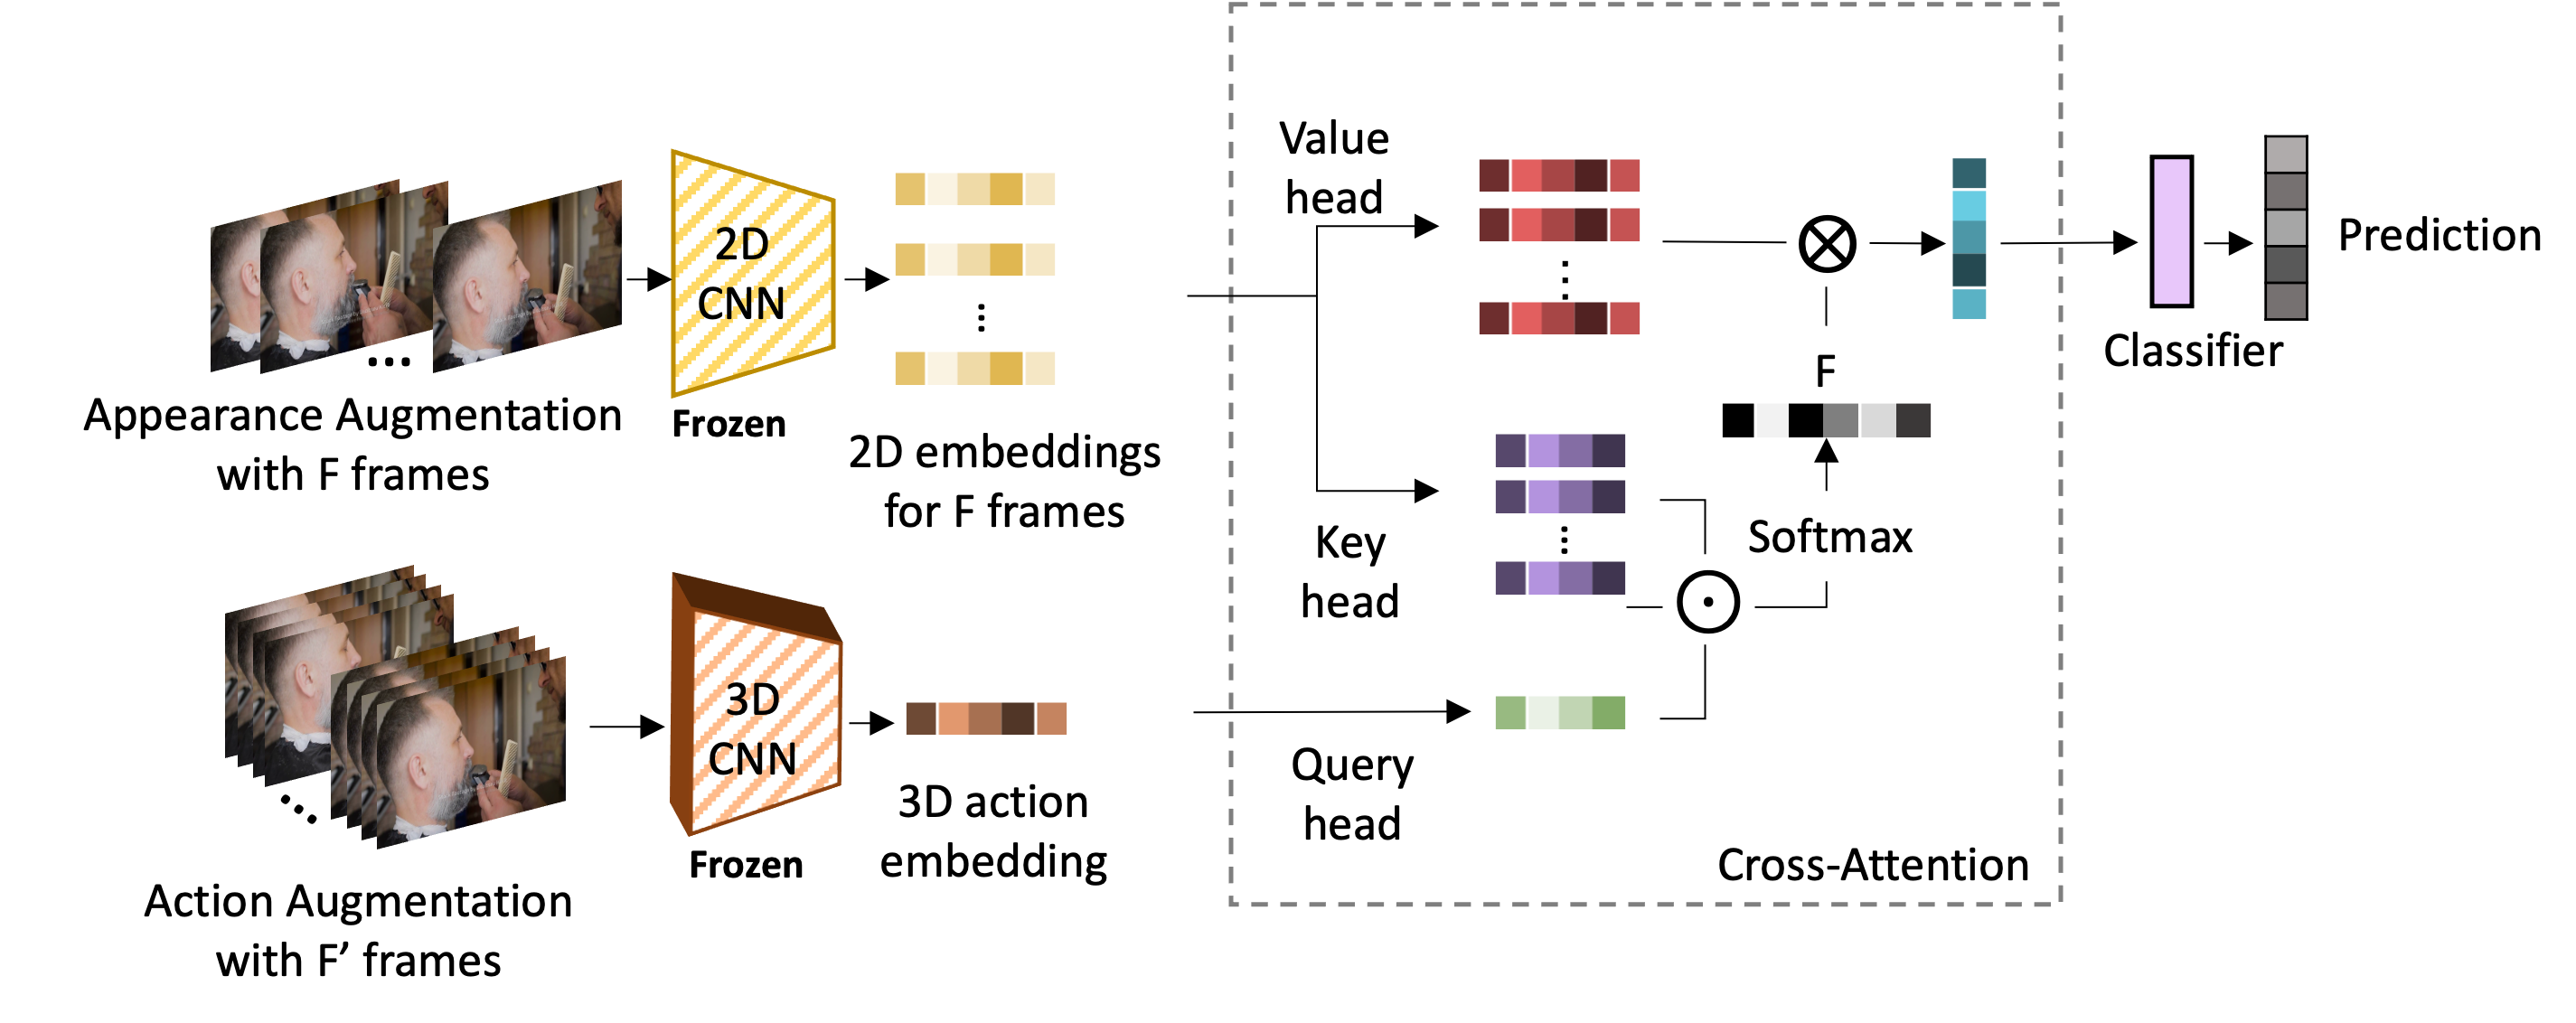 Appearance Augmentation
with F frames
2D
CNN
Frozen
2D embeddings
for F frames
Action Augmentation
with F’ frames
3D
CNN
Frozen
3D action
embedding
Value
head
Key
head
Query
head
F
Softmax
Cross-Attention
Classifier
Prediction